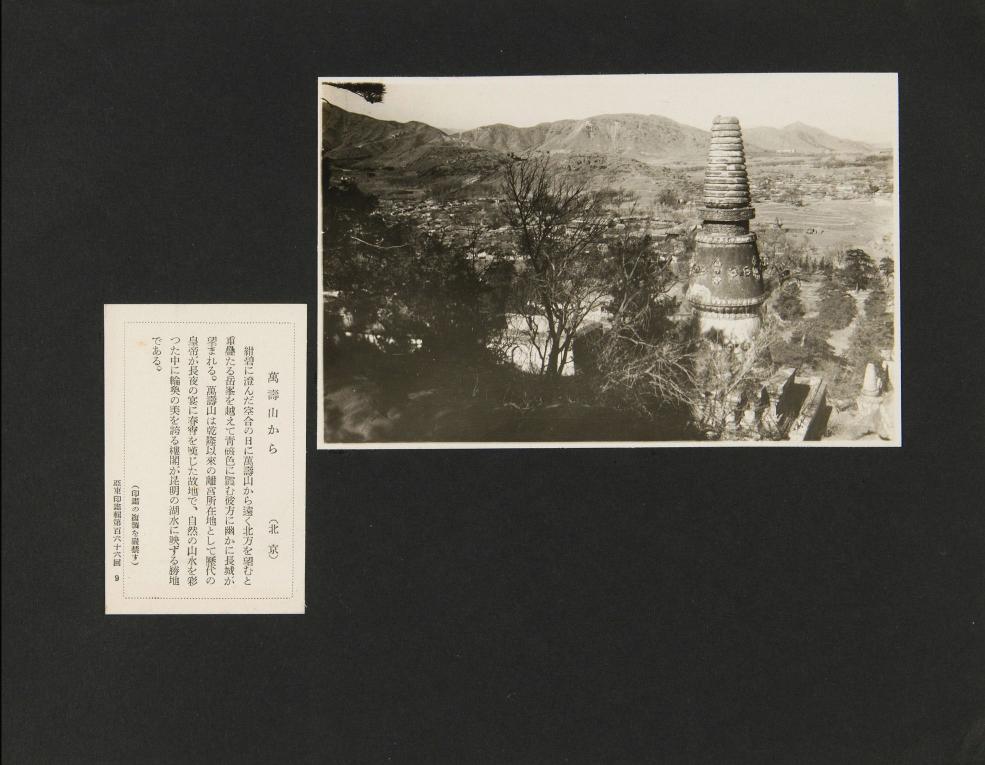 萬壽山から　（北京）
紺碧に澄んだ空合の日に萬壽山から遠く北方を望むと
重疊たる岳峯を越えて靑磁色に霞む彼方に幽かに長城が
望まれる。萬壽山は乾隆以來の離宮所在地として歷代の
皇帝が長夜の宴に春宵を嘆じた故地で、自然の山水を彩
つた中に輪奐の美を誇る樓閣が昆明の湖水に映ずる勝地
である。
（印畫の複製を嚴禁す）
亞東印畫輯第百六十六回　9